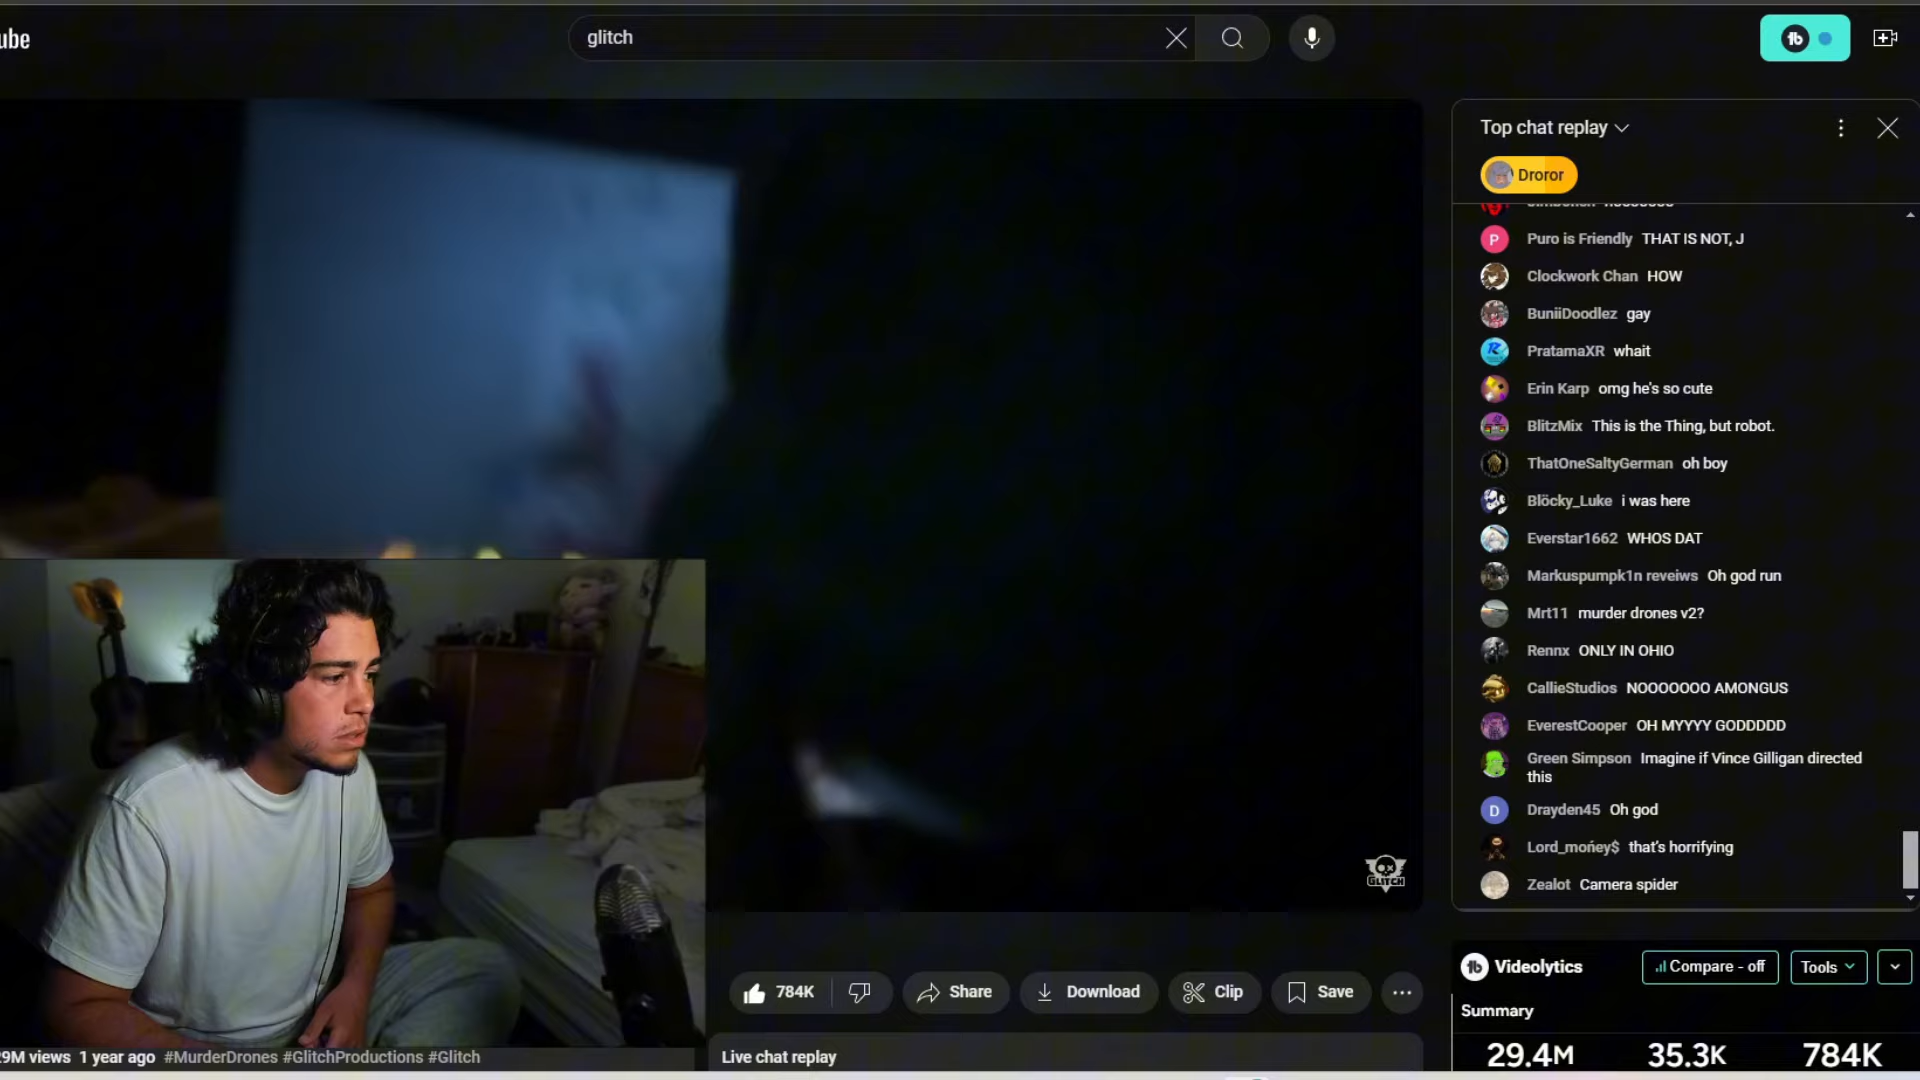 ube
glitch
Top chat replay
Droror
Puro is Friendly THAT IS NOT, J
Clockwork Chan HOW
BuniiDoodlez gay
PratamaXR whait
Erin Karp omg he's so cute
BlitzMix This is the Thing, but robot.
ThatOneSaltyGerman oh boy
Blöcky_Luke i was here
Everstar1662 WHOS DAT
Markuspumpk1n reveiws Oh god run
Mrt11 murder drones v2?
Rennx ONLY IN OHIO
CallieStudios NOOOOOOO AMONGUS
EverestCooper OH MYYYY GODDDDD
Green Simpson Imagine if Vince Gilligan directed
this
Drayden45 Oh god
Lord_mońey$ that's horrifying
Zealot Camera spider
GLITCH
784K Share Download Clip Save
29M views 1 year ago #MurderDrones #GlitchProductions #Glitch
Live chat replay
Videolytics Compare - off Tools
Summary
29.4M 35.3K 784K